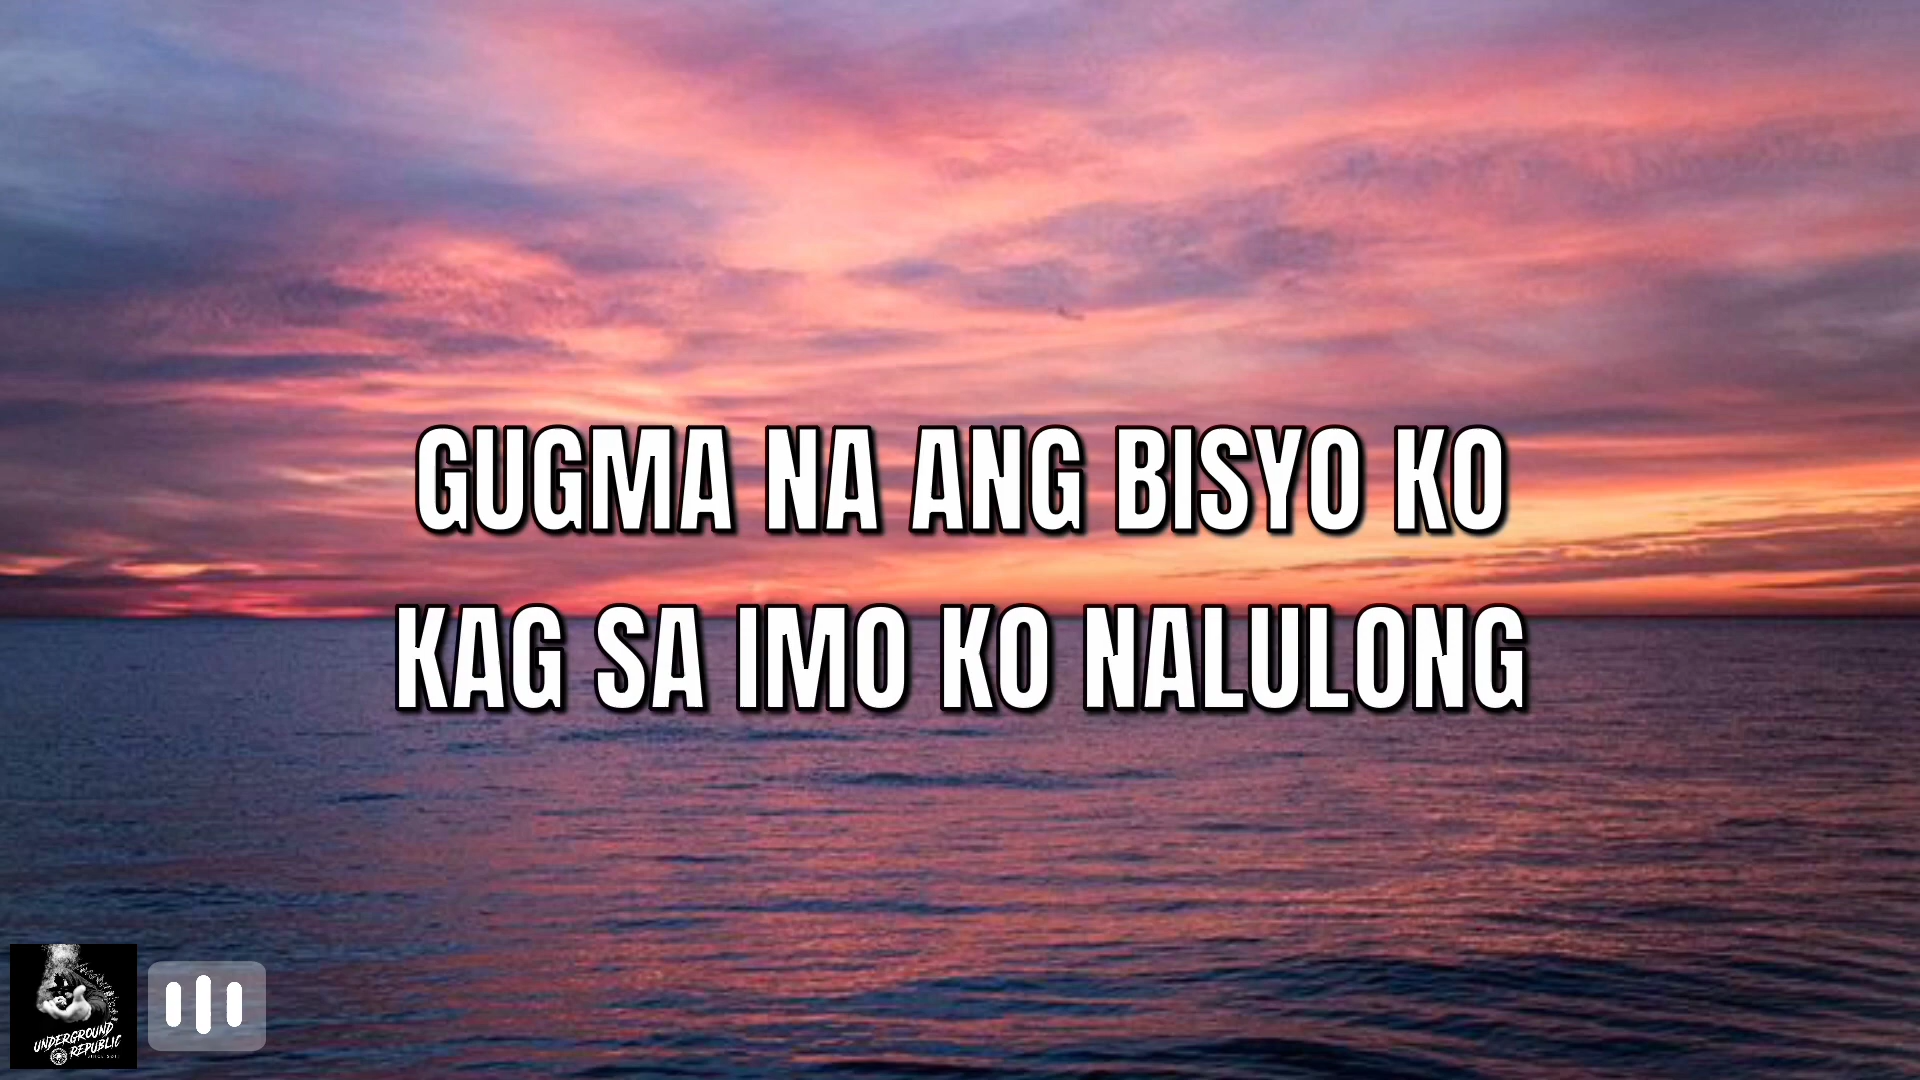 GUGMA NA ANG BISYO KO
KAG SA IMO KO NALULONG
UNDERGROUND
REPUBLIC